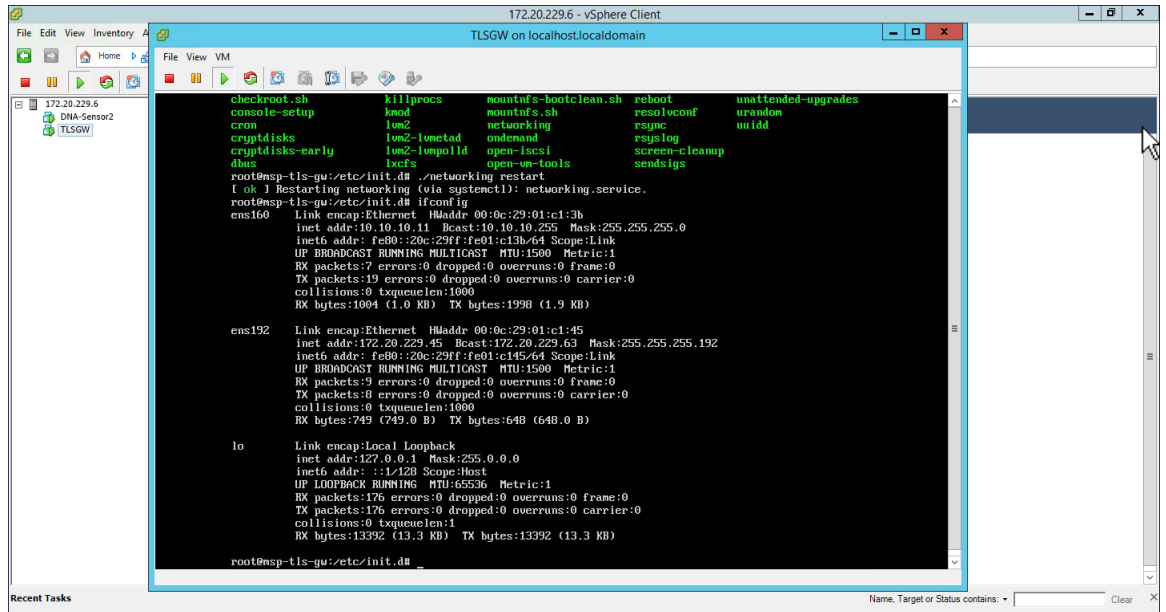 172.20.229.6 - vSphere Client
File Edit View Inventory A
TLSGW on localhost.localdomain
Home
File View VM
172.20.229.6
DNA-Sensor2
TLSGW
checkroot.sh killprocs mountnfs-bootclean.sh reboot unattended-upgrades
console-setup kmod mountnfs.sh resolvconf urandom
cron lvm2 networking rsync uuidd
cryptdisks lvm2-lvmetad ondemand rsyslog
cryptdisks-early lvm2-lvmpolld open-iscsi screen-cleanup
dbus lxcfs open-vm-tools sendsigs
root@msp-tls-gw:/etc/init.d# ./networking restart
[ ok ] Restarting networking (via systemctl): networking.service.
root@msp-tls-gw:/etc/init.d# ifconfig
ens160 Link encap:Ethernet HWaddr 00:0c:29:01:c1:3b
inet addr:10.10.10.11 Bcast:10.10.10.255 Mask:255.255.255.0
inet6 addr: fe80::20c:29ff:fe01:c13b/64 Scope:Link
UP BROADCAST RUNNING MULTICAST MTU:1500 Metric:1
RX packets:7 errors:0 dropped:0 overruns:0 frame:0
TX packets:19 errors:0 dropped:0 overruns:0 carrier:0
collisions:0 txqueuelen:1000
RX bytes:1004 (1.0 KB) TX bytes:1998 (1.9 KB)
ens192 Link encap:Ethernet HWaddr 00:0c:29:01:c1:45
inet addr:172.20.229.45 Bcast:172.20.229.63 Mask:255.255.255.192
inet6 addr: fe80::20c:29ff:fe01:c145/64 Scope:Link
UP BROADCAST RUNNING MULTICAST MTU:1500 Metric:1
RX packets:9 errors:0 dropped:0 overruns:0 frame:0
TX packets:8 errors:0 dropped:0 overruns:0 carrier:0
collisions:0 txqueuelen:1000
RX bytes:749 (749.0 B) TX bytes:648 (648.0 B)
lo Link encap:Local Loopback
inet addr:127.0.0.1 Mask:255.0.0.0
inet6 addr: ::1/128 Scope:Host
UP LOOPBACK RUNNING MTU:65536 Metric:1
RX packets:176 errors:0 dropped:0 overruns:0 frame:0
TX packets:176 errors:0 dropped:0 overruns:0 carrier:0
collisions:0 txqueuelen:1
RX bytes:13392 (13.3 KB) TX bytes:13392 (13.3 KB)
root@msp-tls-gw:/etc/init.d# _
Recent Tasks
Name, Target or Status contains:
Clear